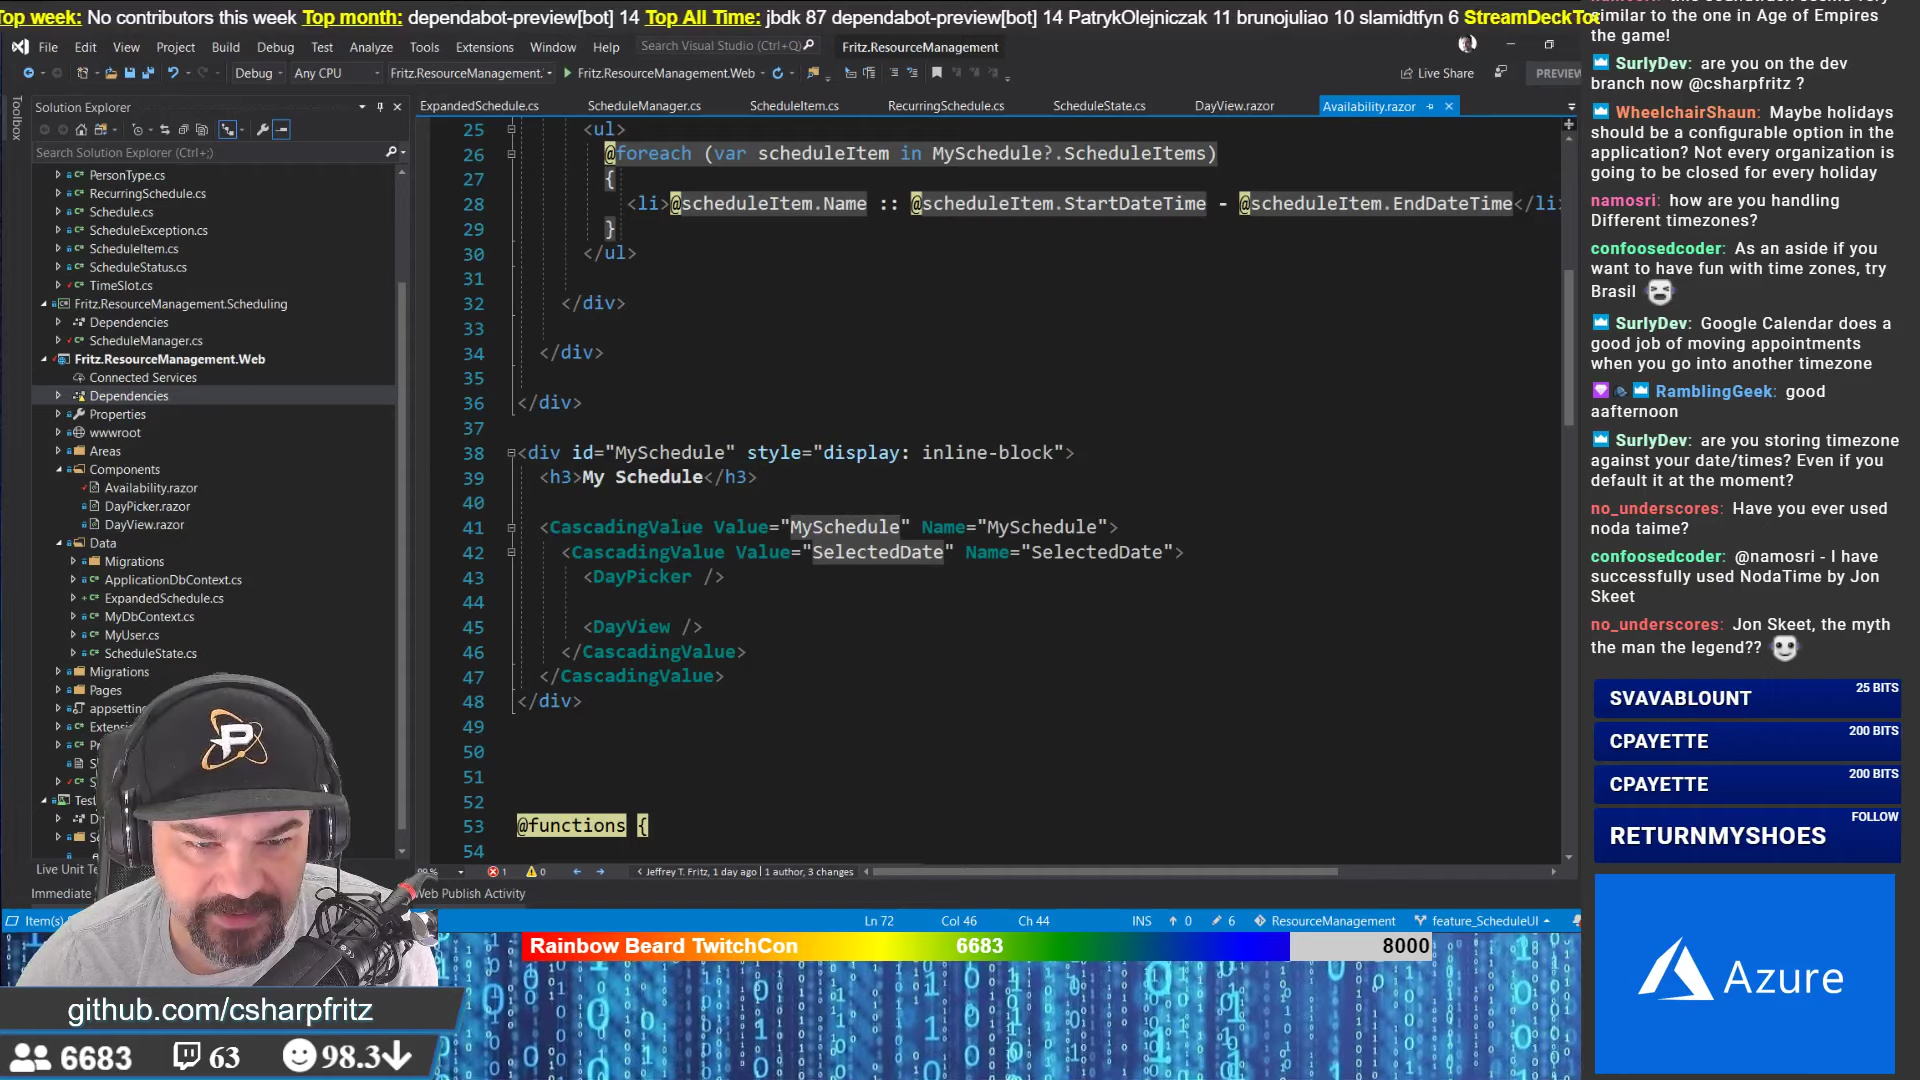 Top week: No contributors this week Top month: dependabot-preview[bot] 14 Top All Time: jbdk 87 dependabot-preview[bot] 14 PatrykOlejniczak 11 brunojuliao 10 slamidtfyn 6 StreamDeckToo
File Edit View Project Build Debug Test Analyze Tools Extensions Window Help Search Visual Studio (Ctrl+Q) Fritz.ResourceManagement
Debug Any CPU Fritz.ResourceManagement. Fritz.ResourceManagement.Web Live Share PREVIEW
Toolbox
Solution Explorer
Search Solution Explorer (Ctrl+;)
PersonType.cs
RecurringSchedule.cs
Schedule.cs
ScheduleException.cs
ScheduleItem.cs
ScheduleStatus.cs
TimeSlot.cs
Fritz.ResourceManagement.Scheduling
Dependencies
ScheduleManager.cs
Fritz.ResourceManagement.Web
Connected Services
Dependencies
Properties
wwwroot
Areas
Components
Availability.razor
DayPicker.razor
DayView.razor
Data
Migrations
ApplicationDbContext.cs
ExpandedSchedule.cs
MyDbContext.cs
MyUser.cs
ScheduleState.cs
Migrations
Pages
appsetting
Exten
Test
Live Unit Te
Immediate
ExpandedSchedule.cs ScheduleManager.cs ScheduleItem.cs RecurringSchedule.cs ScheduleState.cs DayView.razor Availability.razor
25 <ul>
26 @foreach (var scheduleItem in MySchedule?.ScheduleItems)
27 {
28 <li>@scheduleItem.Name :: @scheduleItem.StartDateTime - @scheduleItem.EndDateTime</li
29 }
30 </ul>
31
32 </div>
33
34 </div>
35
36 </div>
37
38 <div id="MySchedule" style="display: inline-block">
39 <h3>My Schedule</h3>
40
41 <CascadingValue Value="MySchedule" Name="MySchedule">
42 <CascadingValue Value="SelectedDate" Name="SelectedDate">
43 <DayPicker />
44
45 <DayView />
46 </CascadingValue>
47 </CascadingValue>
48 </div>
49
50
51
52
53 @functions {
54
1 0 Jeffrey T. Fritz, 1 day ago | 1 author, 3 changes
Web Publish Activity
Item(s) Ln 72 Col 46 Ch 44 INS 0 6 ResourceManagement feature_ScheduleUI
Rainbow Beard TwitchCon 6683 8000
github.com/csharpfritz
6683 63 98.3
similar to the one in Age of Empires
the game!
SurlyDev: are you on the dev
branch now @csharpfritz ?
WheelchairShaun: Maybe holidays
should be a configurable option in the
application? Not every organization is
going to be closed for every holiday
namosri: how are you handling
Different timezones?
confoosedcoder: As an aside if you
want to have fun with time zones, try
Brasil
SurlyDev: Google Calendar does a
good job of moving appointments
when you go into another timezone
RamblingGeek: good
aafternoon
SurlyDev: are you storing timezone
against your date/times? Even if you
default it at the moment?
no_underscores: Have you ever used
noda taime?
confoosedcoder: @namosri - I have
successfully used NodaTime by Jon
Skeet
no_underscores: Jon Skeet, the myth
the man the legend??
SVAVABLOUNT 25 BITS
CPAYETTE 200 BITS
CPAYETTE 200 BITS
RETURNMYSHOES FOLLOW
Azure